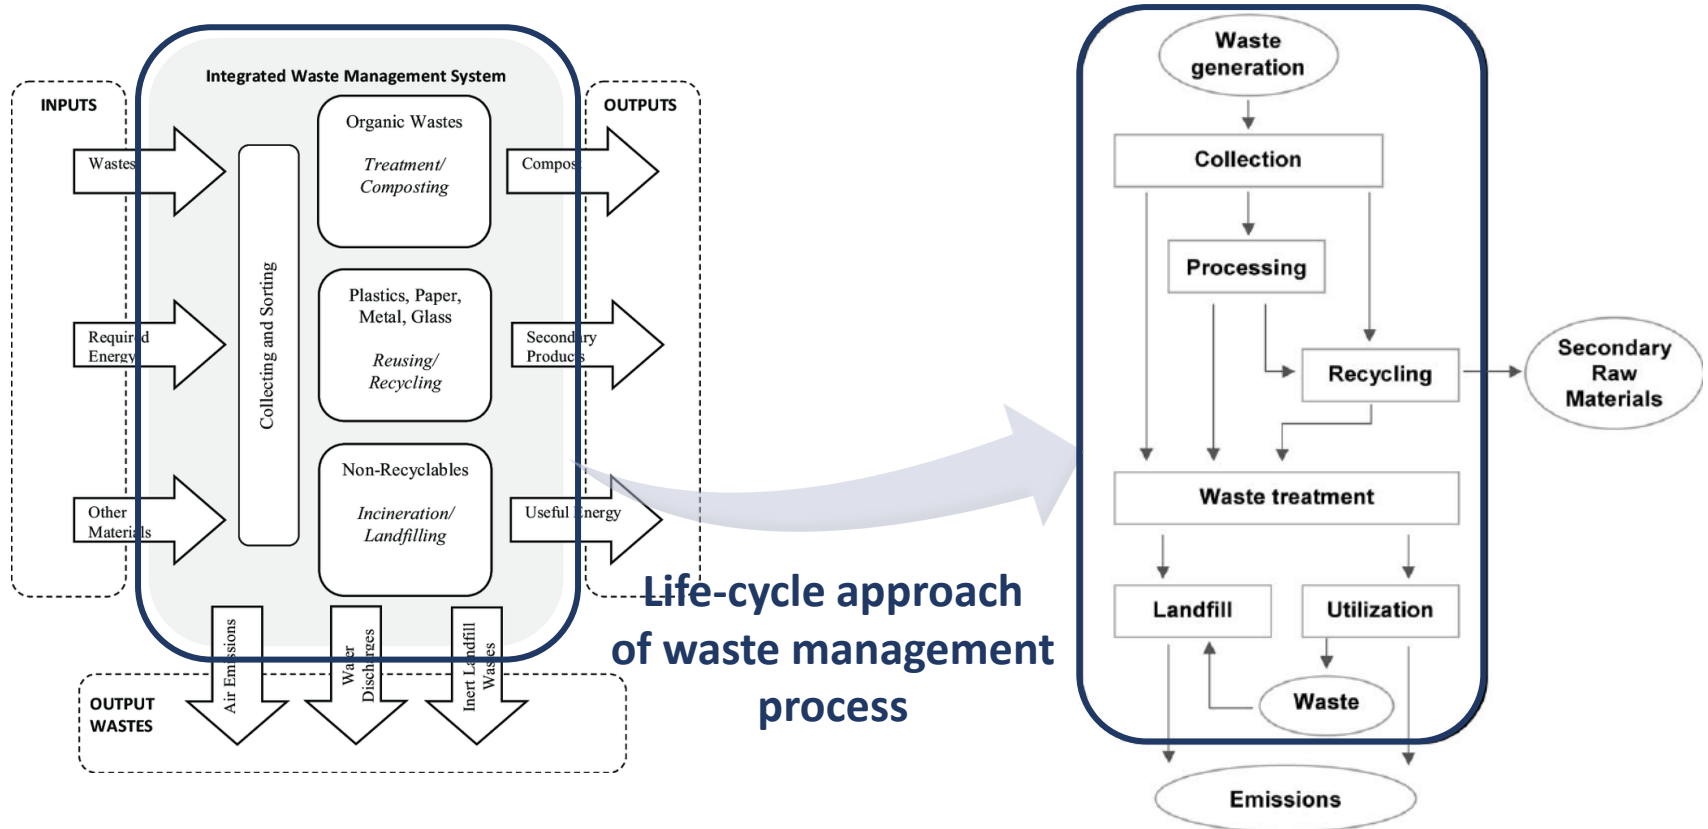 Integrated Waste Management System
INPUTS
Wastes
Required
Energy
Other
Materials
Collecting and Sorting
Organic Wastes
Treatment/
Composting
Plastics, Paper,
Metal, Glass
Reusing/
Recycling
Non-Recyclables
Incineration/
Landfilling
OUTPUTS
Compost
Secondary
Products
Useful Energy
OUTPUT
WASTES
Air Emissions
Water
Discharges
Inert Landfill
Wastes
Life-cycle approach
of waste management
process
Waste
generation
Collection
Processing
Recycling
Secondary
Raw
Materials
Waste treatment
Landfill
Utilization
Waste
Emissions